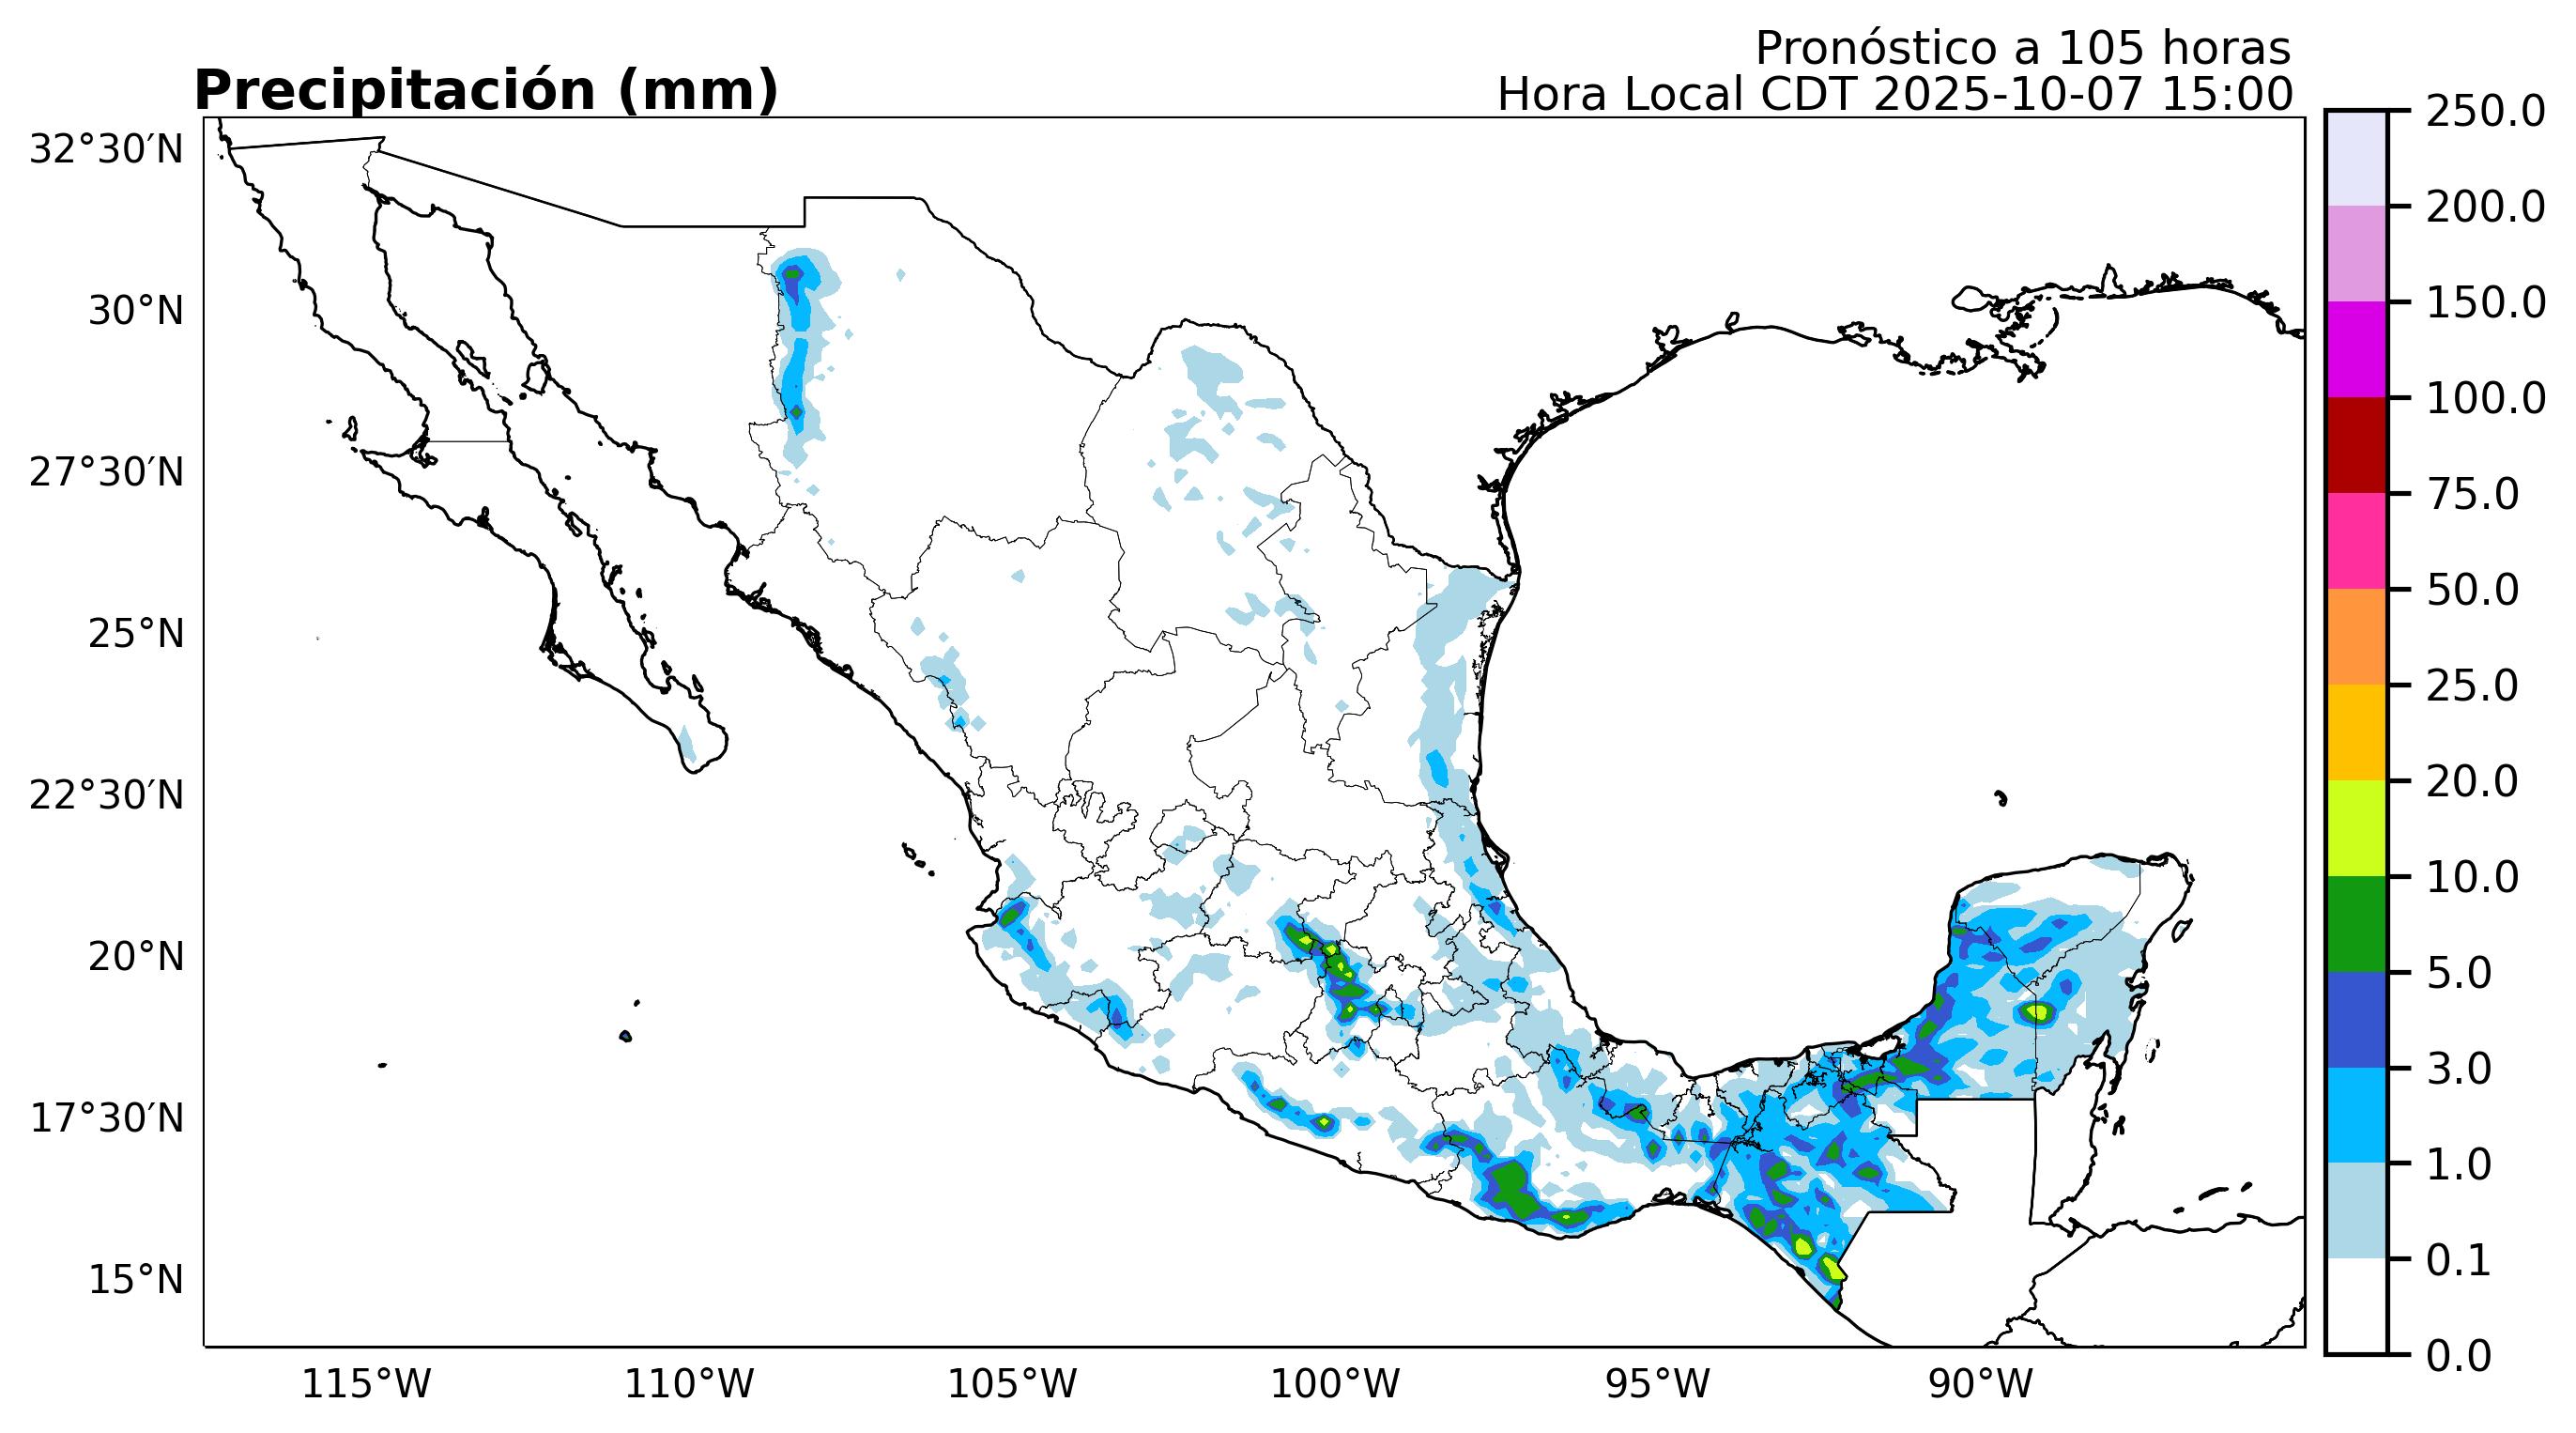 Pronóstico a 105 horas
Precipitación (mm)
Hora Local CDT 2025-10-07 15:00
32°30′N
30°N
27°30′N
25°N
22°30′N
20°N
17°30′N
15°N
115°W
110°W
105°W
100°W
95°W
90°W
250.0
200.0
150.0
100.0
75.0
50.0
25.0
20.0
10.0
5.0
3.0
1.0
0.1
0.0